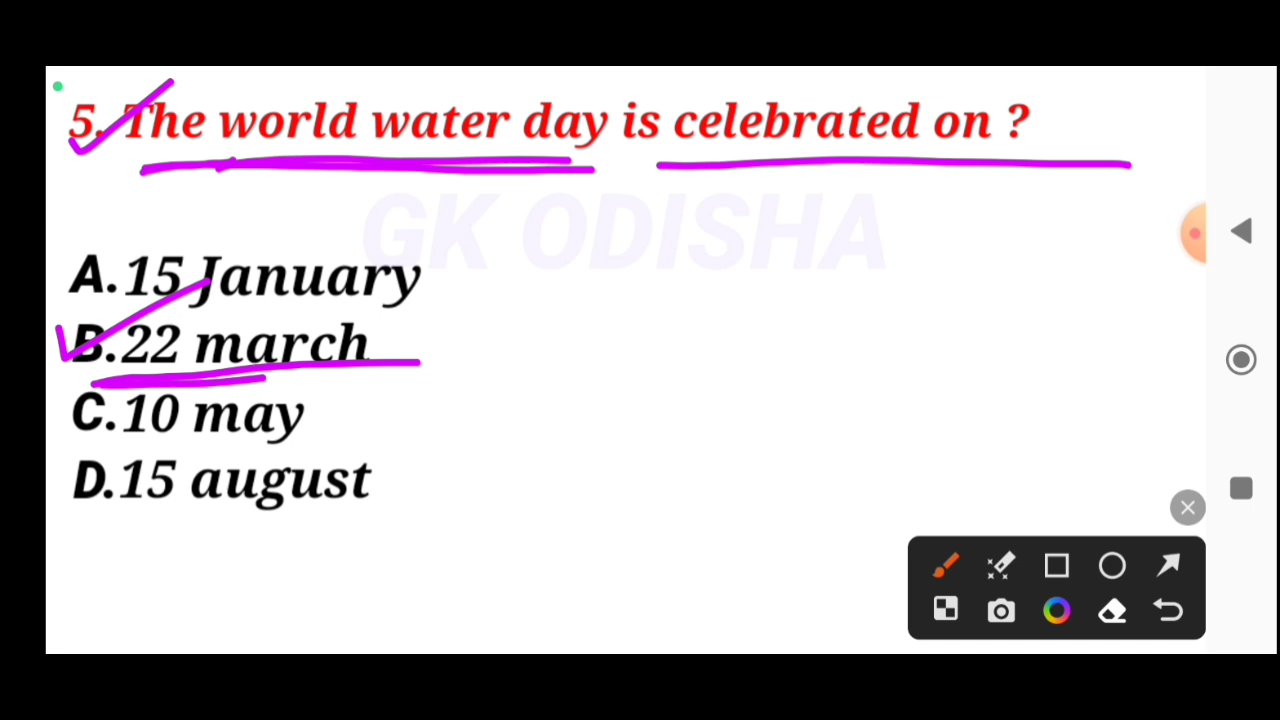 5. The world water day is celebrated on ?
GK ODISHA
A.15 January
B.22 march
C.10 may
D.15 august